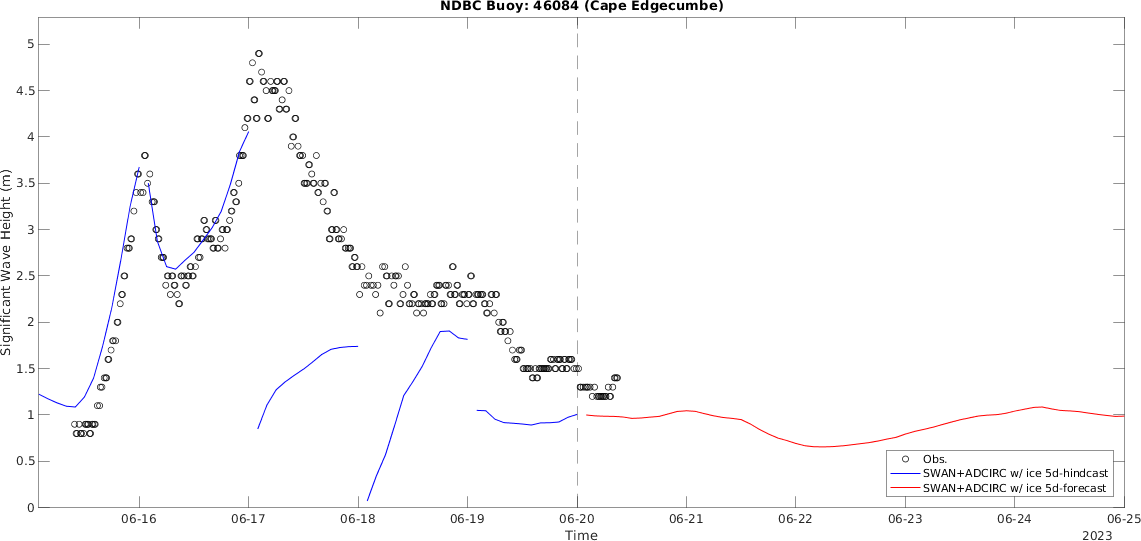 NDBC Buoy: 46084 (Cape Edgecumbe)
Significant Wave Height (m)
5
4.5
4
3.5
3
2.5
2
1.5
1
0.5
0
Obs.
SWAN+ADCIRC w/ ice 5d-hindcast
SWAN+ADCIRC w/ ice 5d-forecast
06-16 06-17 06-18 06-19 06-20 06-21 06-22 06-23 06-24 06-25
Time
2023